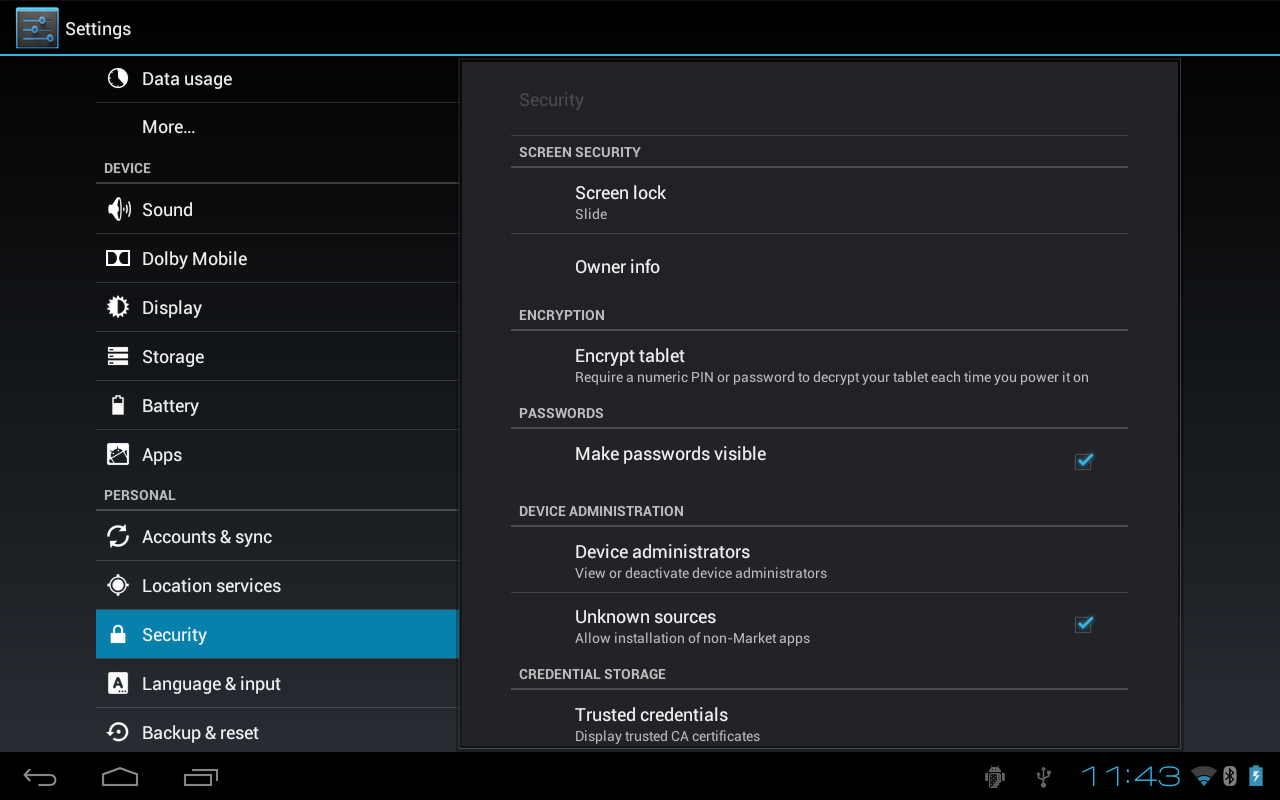 Settings
Data usage
More...
DEVICE
Sound
Dolby Mobile
Display
Storage
Battery
Apps
PERSONAL
Accounts & sync
Location services
Security
Language & input
Backup & reset
Security
SCREEN SECURITY
Screen lock
Slide
Owner info
ENCRYPTION
Encrypt tablet
Require a numeric PIN or password to decrypt your tablet each time you power it on
PASSWORDS
Make passwords visible
DEVICE ADMINISTRATION
Device administrators
View or deactivate device administrators
Unknown sources
Allow installation of non-Market apps
CREDENTIAL STORAGE
Trusted credentials
Display trusted CA certificates
11:43